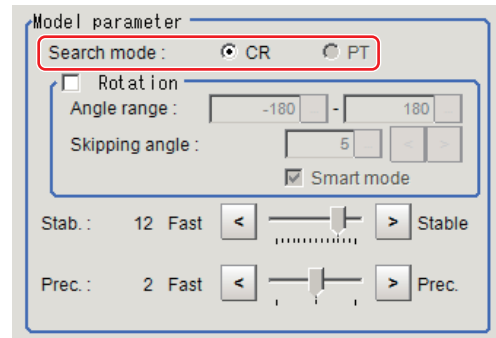 Model parameter
Search mode : CR PT
Rotation
Angle range : -180 - 180
Skipping angle : 5 < >
Smart mode
Stab. : 12 Fast < > Stable
Prec. : 2 Fast < > Prec.